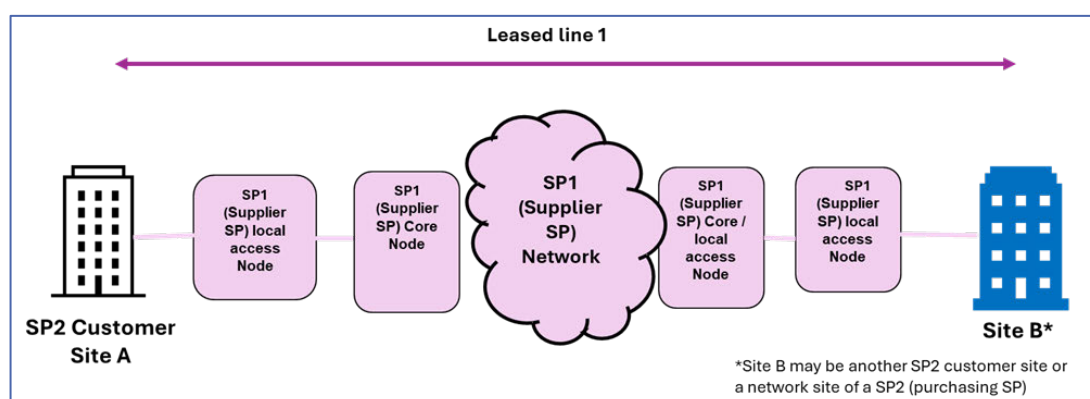 Leased line 1
SP1
(Supplier
SP) local
access
Node
SP1
(Supplier
SP) Core
Node
SP1
(Supplier
SP)
Network
SP1
(Supplier
SP) Core /
local
access
Node
SP1
(Supplier
SP) local
access
Node
SP2 Customer
Site A
Site B*
*Site B may be another SP2 customer site or
a network site of a SP2 (purchasing SP)